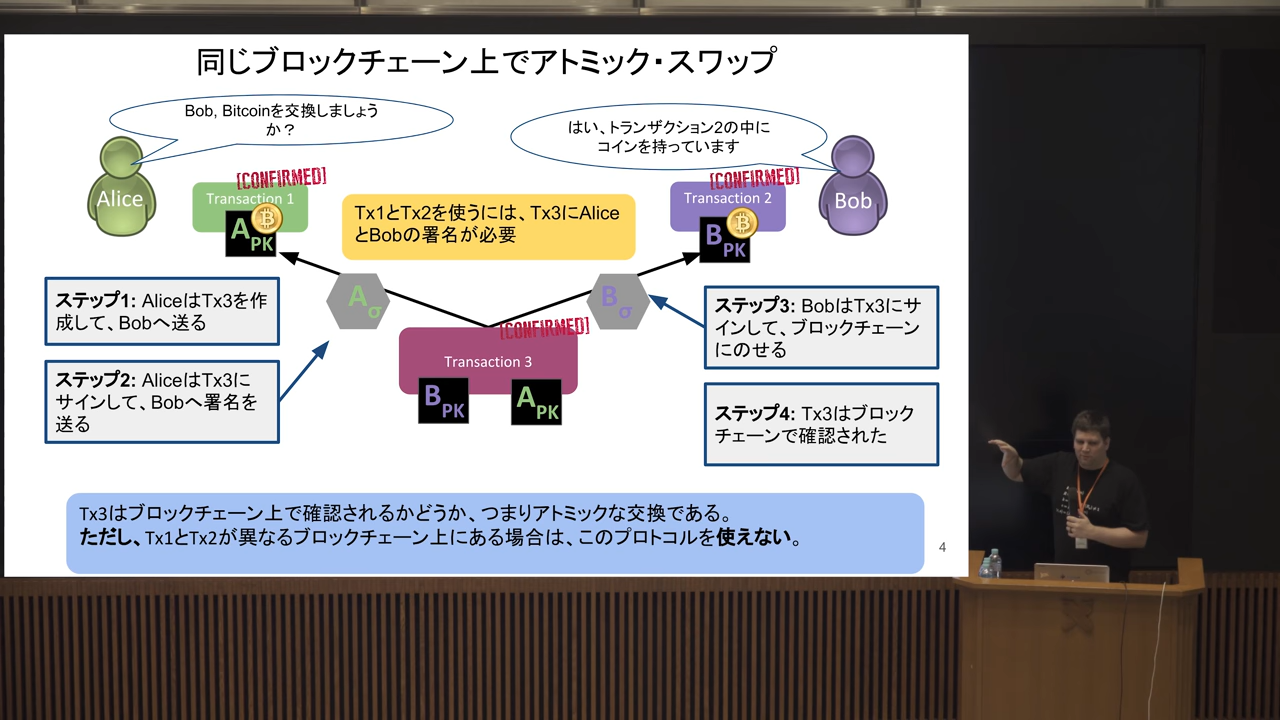 同じブロックチェーン上でアトミック・スワップ
Bob, Bitcoinを交換しましょう
か？
はい、トランザクション2の中に
コインを持っています
Alice
[CONFIRMED]
Transaction 1
A
PK
Tx1とTx2を使うには、Tx3にAlice
とBobの署名が必要
[CONFIRMED]
Transaction 2
B
PK
Bob
ステップ1: AliceはTx3を作
成して、Bobへ送る
ステップ2: AliceはTx3に
サインして、Bobへ署名を
送る
Aσ
Bσ
[CONFIRMED]
Transaction 3
B
PK
A
PK
ステップ3: BobはTx3にサ
インして、ブロックチェーン
にのせる
ステップ4: Tx3はブロック
チェーンで確認された
Tx3はブロックチェーン上で確認されるかどうか、つまりアトミックな交換である。
ただし、Tx1とTx2が異なるブロックチェーン上にある場合は、このプロトコルを使えない。
4